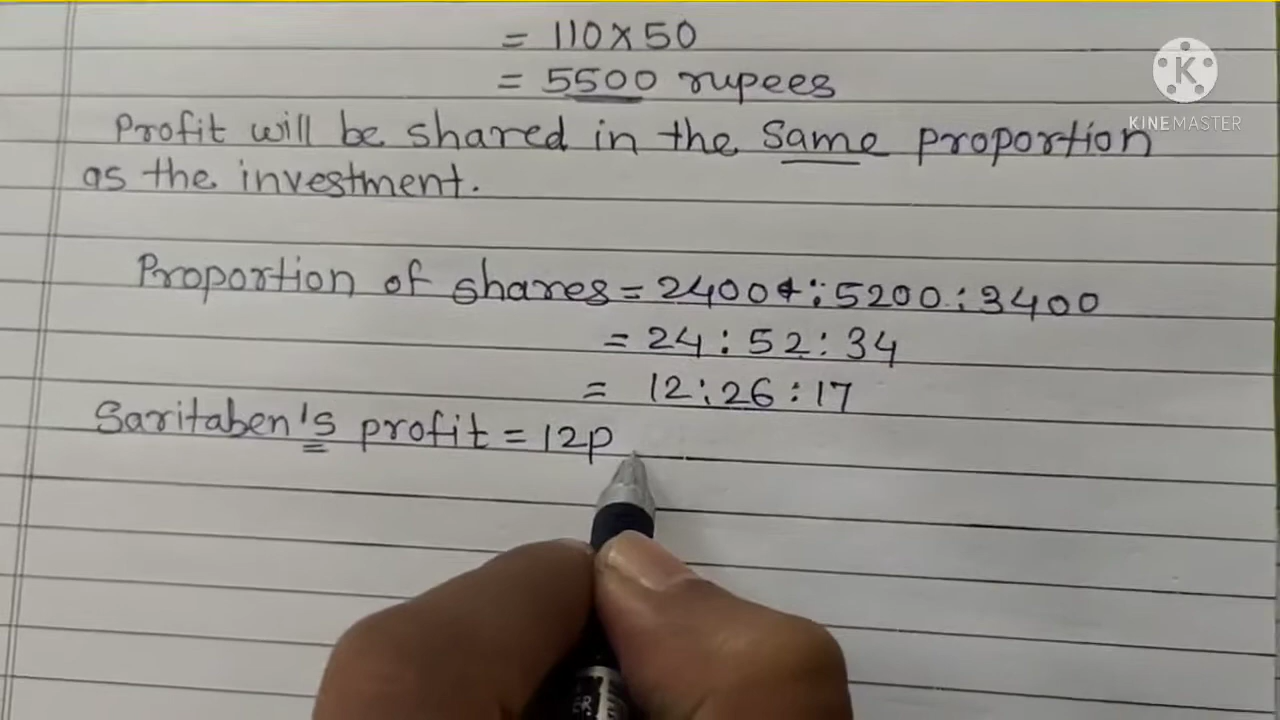 = 110×50
= 5500 rupees
K
KINEMASTER
Profit will be shared in the same proportion
as the investment.
Proportion of shares = 2400 : 5200 : 3400
= 24 : 52 : 34
= 12 : 26 : 17
Saritaben's profit = 12p